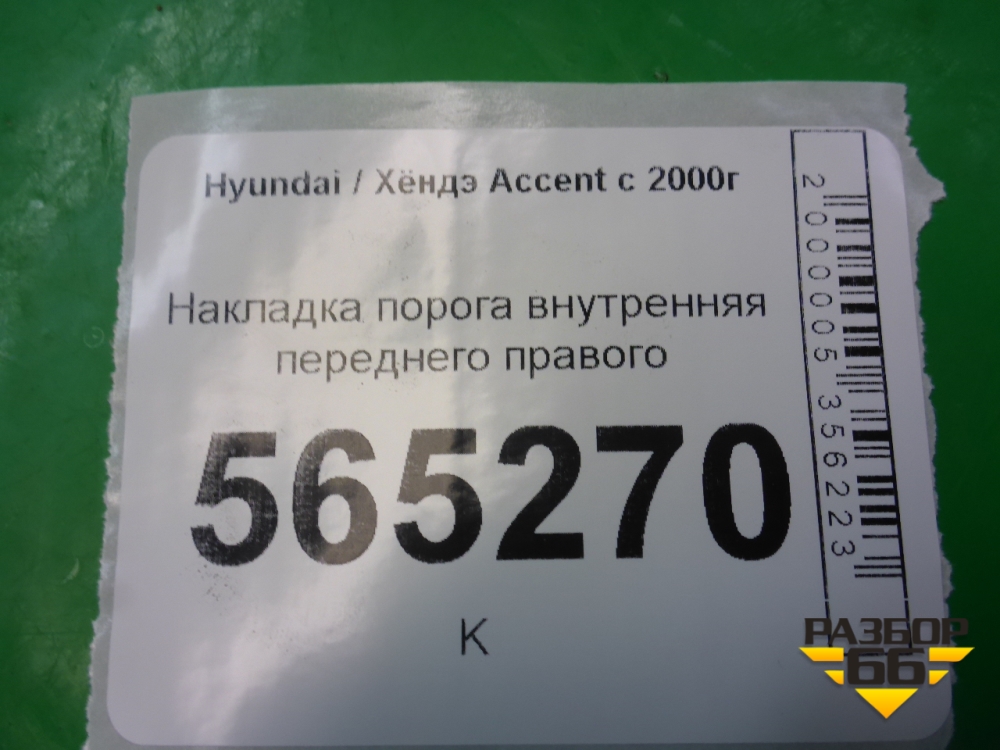 Hyundai / Хёндэ Accent с 2000г
Накладка порога внутренняя
переднего правого
565270
К
2000005356223
РАЗБОР
66